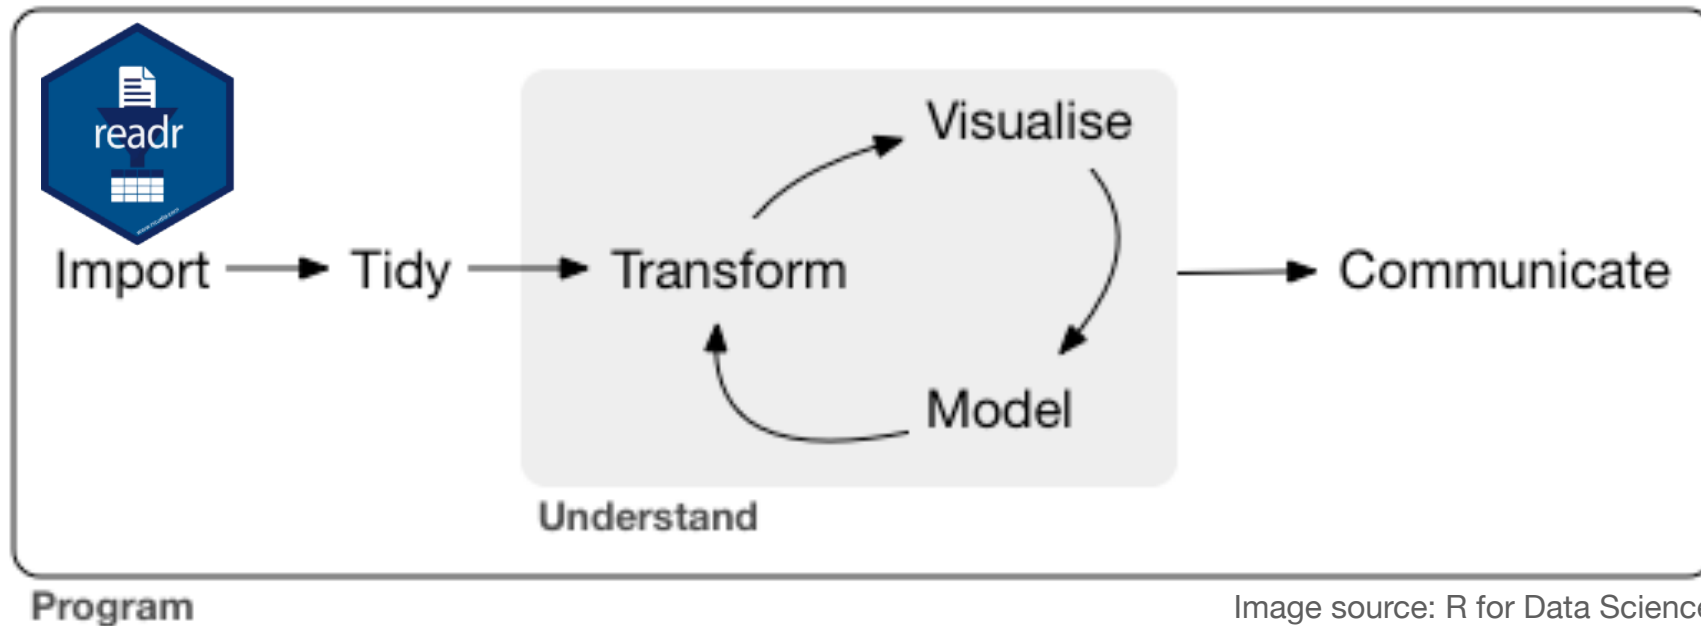 readr
Visualise
Import
Tidy
Transform
Communicate
Model
Understand
Program
Image source: R for Data Science